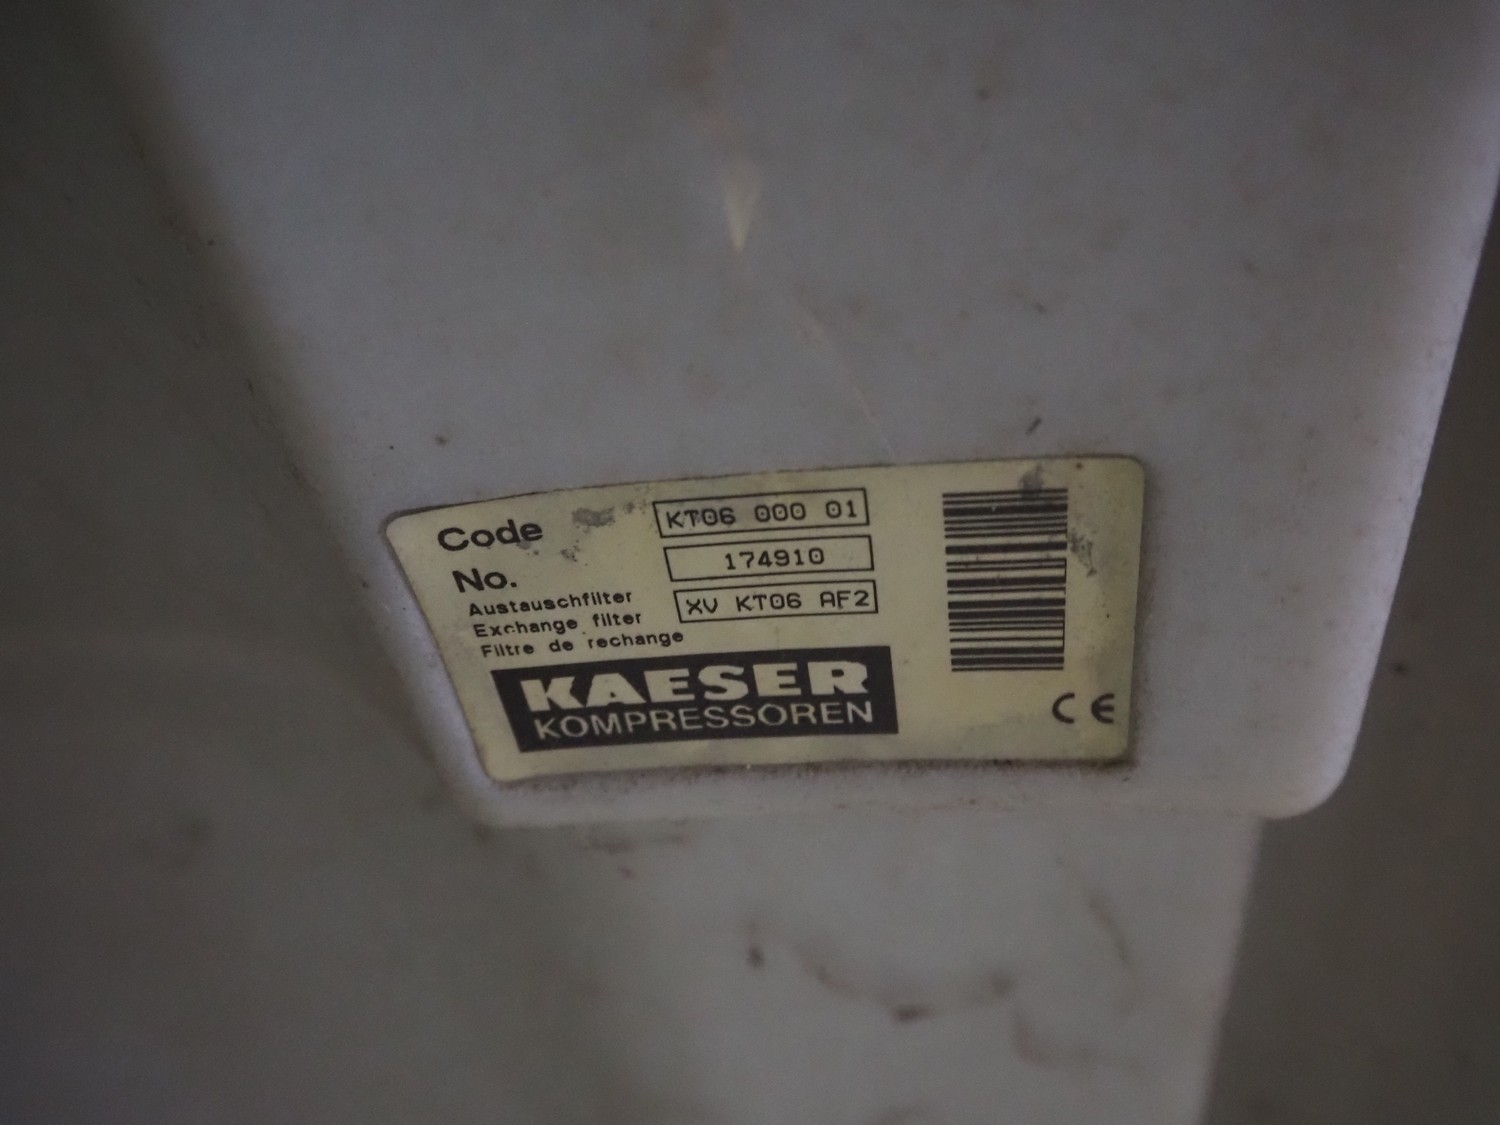 Code KT06 000 01
No. 174910
Austauschfilter
Exchange filter XV KT06 AF2
Filtre de rechange
KAESER
KOMPRESSOREN
CE